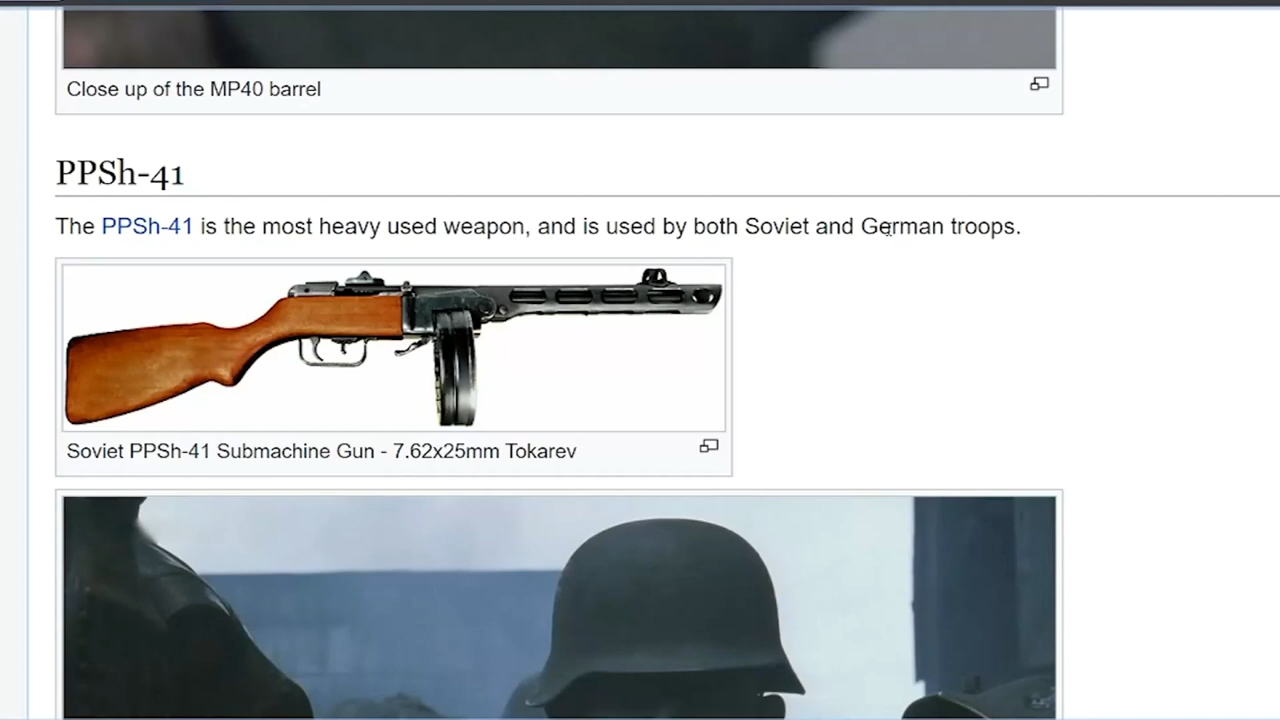 Close up of the MP40 barrel
PPSh-41
The PPSh-41 is the most heavy used weapon, and is used by both Soviet and German troops.
Soviet PPSh-41 Submachine Gun - 7.62x25mm Tokarev